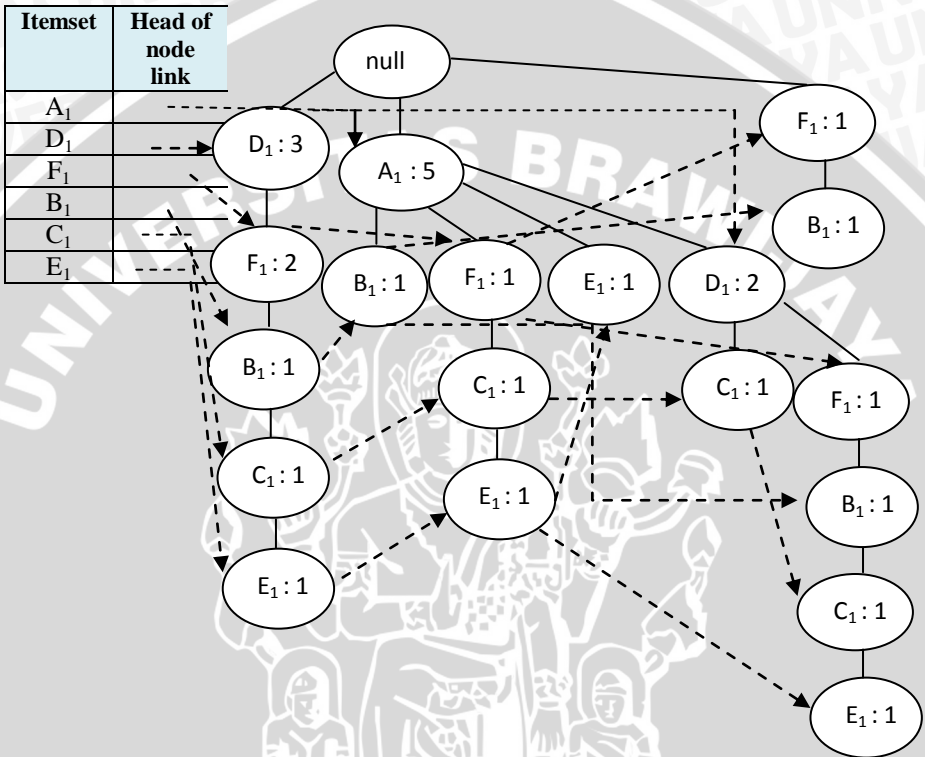 Itemset Head of node link
A₁
D₁
F₁
B₁
C₁
E₁
null
D₁ : 3
A₁ : 5
F₁ : 1
B₁ : 1
F₁ : 2
B₁ : 1
F₁ : 1
E₁ : 1
D₁ : 2
B₁ : 1
C₁ : 1
C₁ : 1
F₁ : 1
C₁ : 1
E₁ : 1
B₁ : 1
E₁ : 1
C₁ : 1
E₁ : 1
UNIVERSITAS BRAWIJAYA